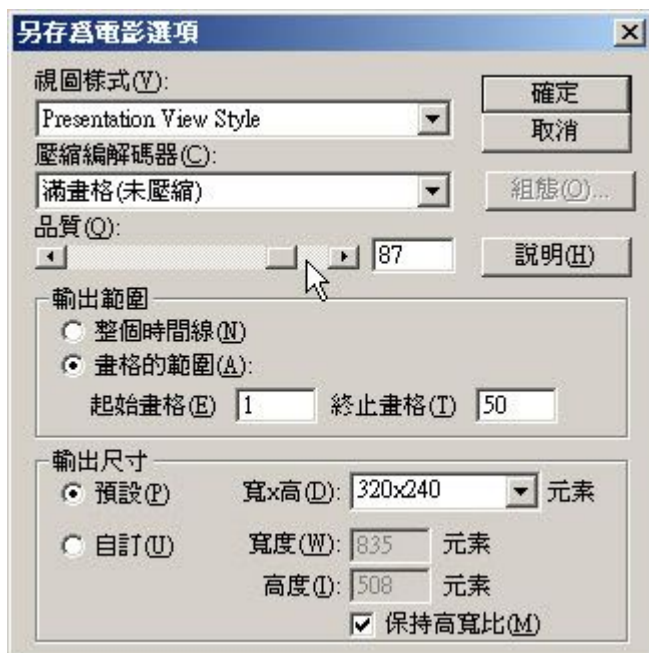 另存爲電影選項
視圖樣式(V):
Presentation View Style
確定
取消
壓縮編解碼器(C):
滿畫格(未壓縮)
組態(O)...
品質(Q):
87
說明(H)
輸出範圍
整個時間線(N)
畫格的範圍(A):
起始畫格(E) 1 終止畫格(T) 50
輸出尺寸
預設(P) 寬x高(D): 320x240 元素
自訂(U) 寬度(W): 835 元素
高度(I): 508 元素
保持高寬比(M)